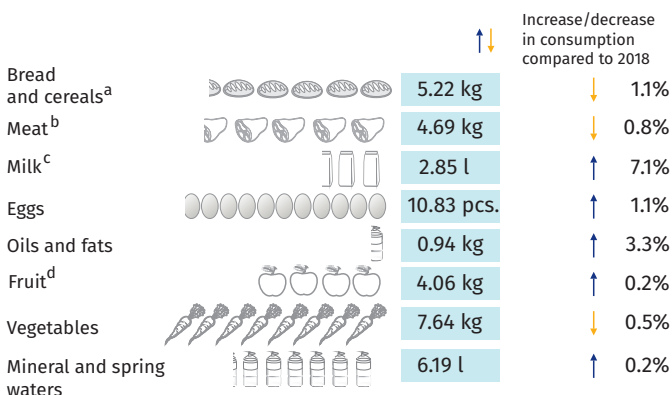 Increase/decrease
in consumption
compared to 2018
Bread
and cereals^a 5.22 kg 1.1%
Meat^b 4.69 kg 0.8%
Milk^c 2.85 l 7.1%
Eggs 10.83 pcs. 1.1%
Oils and fats 0.94 kg 3.3%
Fruit^d 4.06 kg 0.2%
Vegetables 7.64 kg 0.5%
Mineral and spring
waters 6.19 l 0.2%